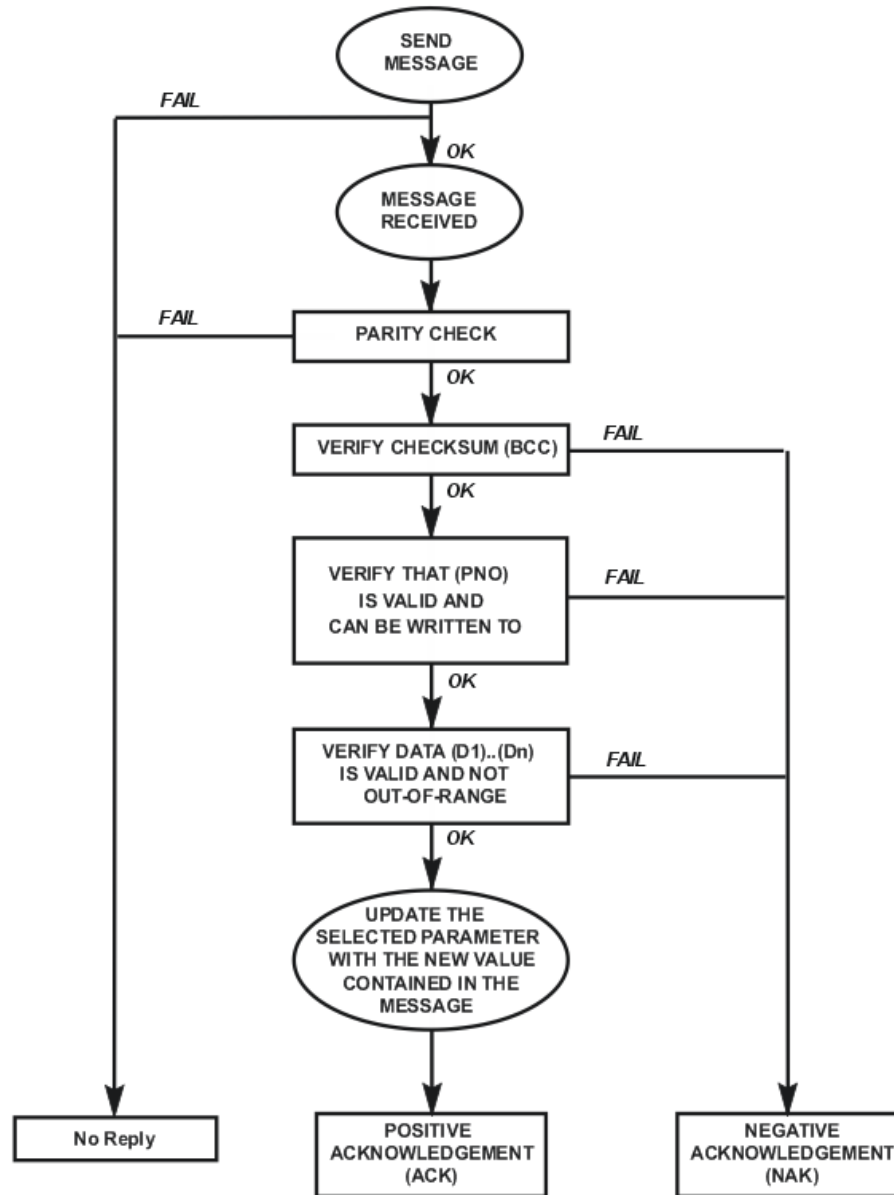 SEND
MESSAGE
FAIL
OK
MESSAGE
RECEIVED
FAIL
PARITY CHECK
OK
VERIFY CHECKSUM (BCC)
FAIL
OK
VERIFY THAT (PNO)
IS VALID AND
CAN BE WRITTEN TO
FAIL
OK
VERIFY DATA (D1)..(Dn)
IS VALID AND NOT
OUT-OF-RANGE
FAIL
OK
UPDATE THE
SELECTED PARAMETER
WITH THE NEW VALUE
CONTAINED IN THE
MESSAGE
No Reply
POSITIVE
ACKNOWLEDGEMENT
(ACK)
NEGATIVE
ACKNOWLEDGEMENT
(NAK)